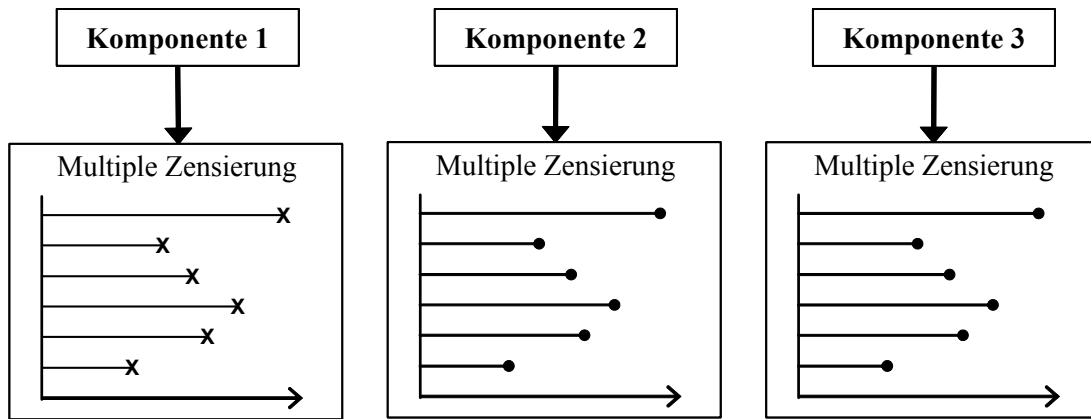 Komponente 1
Komponente 2
Komponente 3
Multiple Zensierung
Multiple Zensierung
Multiple Zensierung
X
X
X
X
X
X